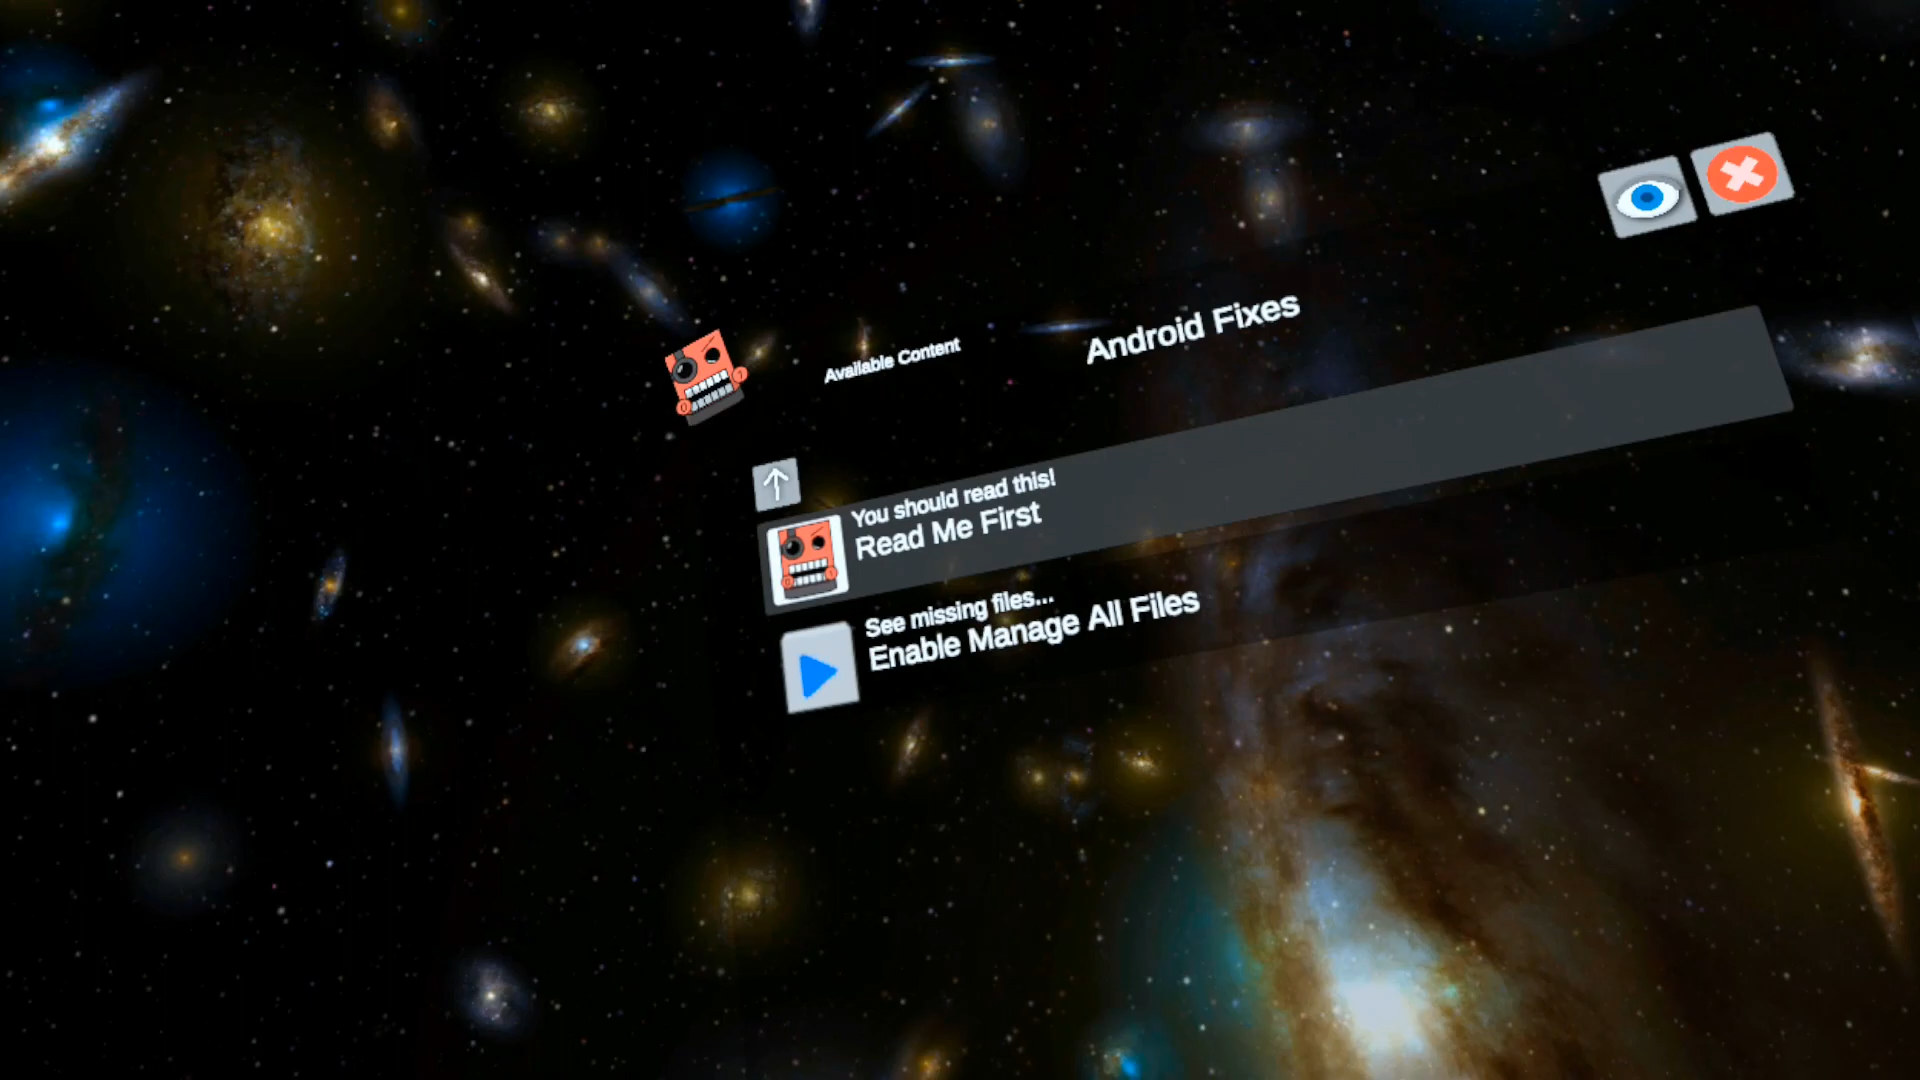 Available Content
Android Fixes
You should read this!
Read Me First
See missing files...
Enable Manage All Files